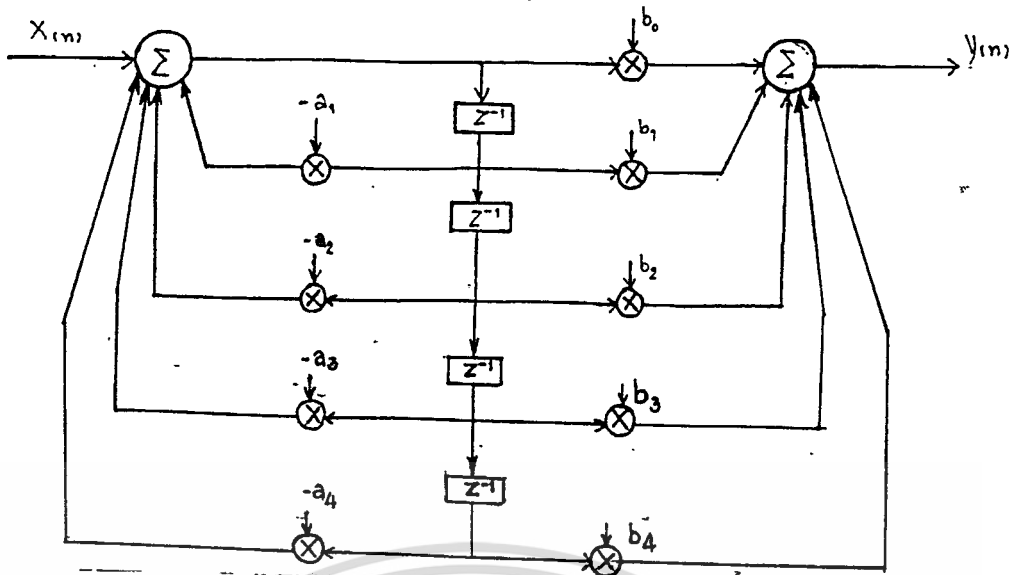 X(n) b₀ y(n)
Σ Σ
-a₁ z⁻¹ b₁
z⁻¹
-a₂ b₂
z⁻¹
-a₃ b₃
z⁻¹
-a₄ b₄